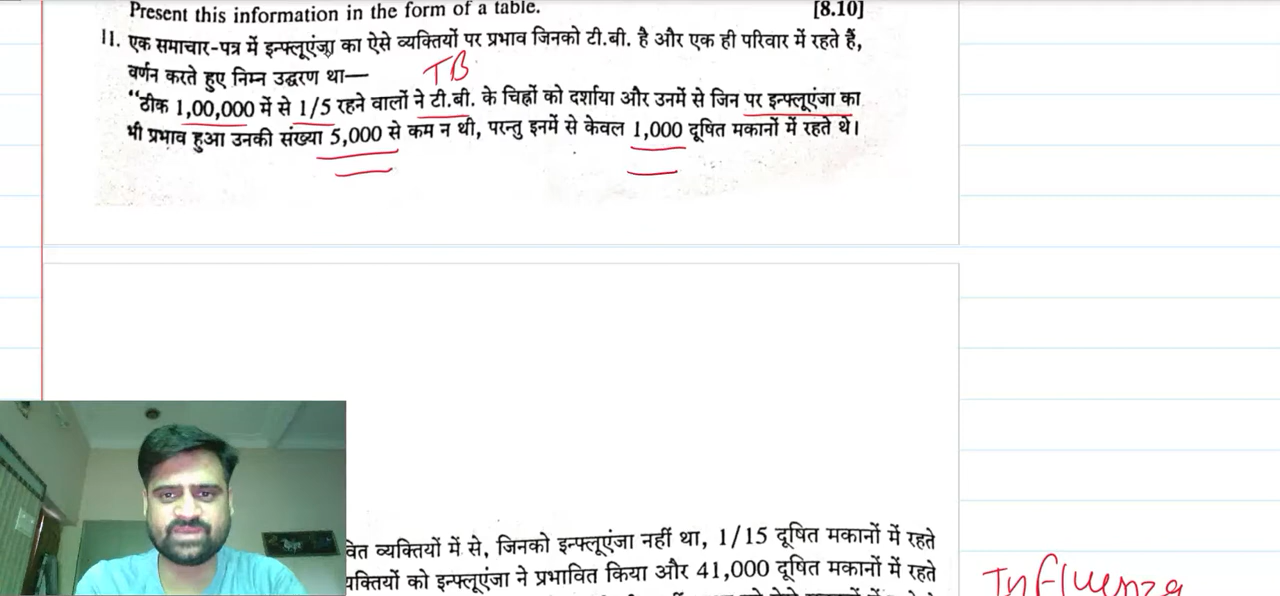 Present this information in the form of a table. [8.10]
11. एक समाचार-पत्र में इन्फ्लूएंजा का ऐसे व्यक्तियों पर प्रभाव जिनको टी.बी. है और एक ही परिवार में रहते हैं,
वर्णन करते हुए निम्न उद्धरण था—
TB
“ठीक 1,00,000 में से 1/5 रहने वालों ने टी.बी. के चिह्नों को दर्शाया और उनमें से जिन पर इन्फ्लूएंजा का
भी प्रभाव हुआ उनकी संख्या 5,000 से कम न थी, परन्तु इनमें से केवल 1,000 दूषित मकानों में रहते थे।
व्यक्तियों में से, जिनको इन्फ्लूएंजा नहीं था, 1/15 दूषित मकानों में रहते
को इन्फ्लूएंजा ने प्रभावित किया और 41,000 दूषित मकानों में रहते
Influenza